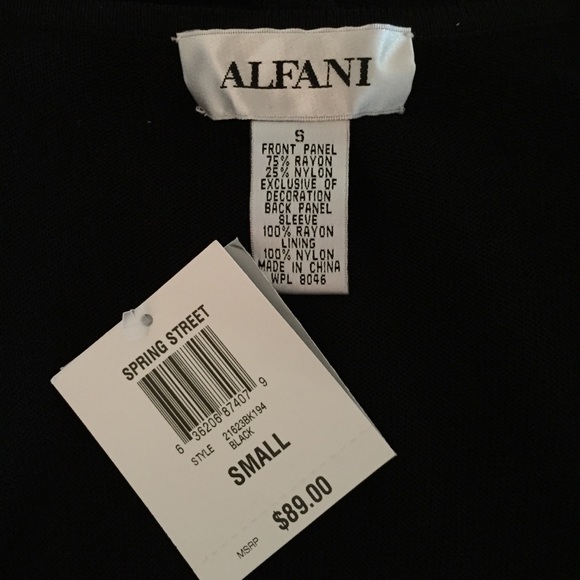 ALFANI
S
FRONT PANEL
75% RAYON
25% NYLON
EXCLUSIVE OF
DECORATION
BACK PANEL
SLEEVE
100% RAYON
LINING
100% NYLON
MADE IN CHINA
WPL 8046
SPRING STREET
6 36206 87407 9
STYLE 21623BK194
BLACK
SMALL
$89.00
MSRP